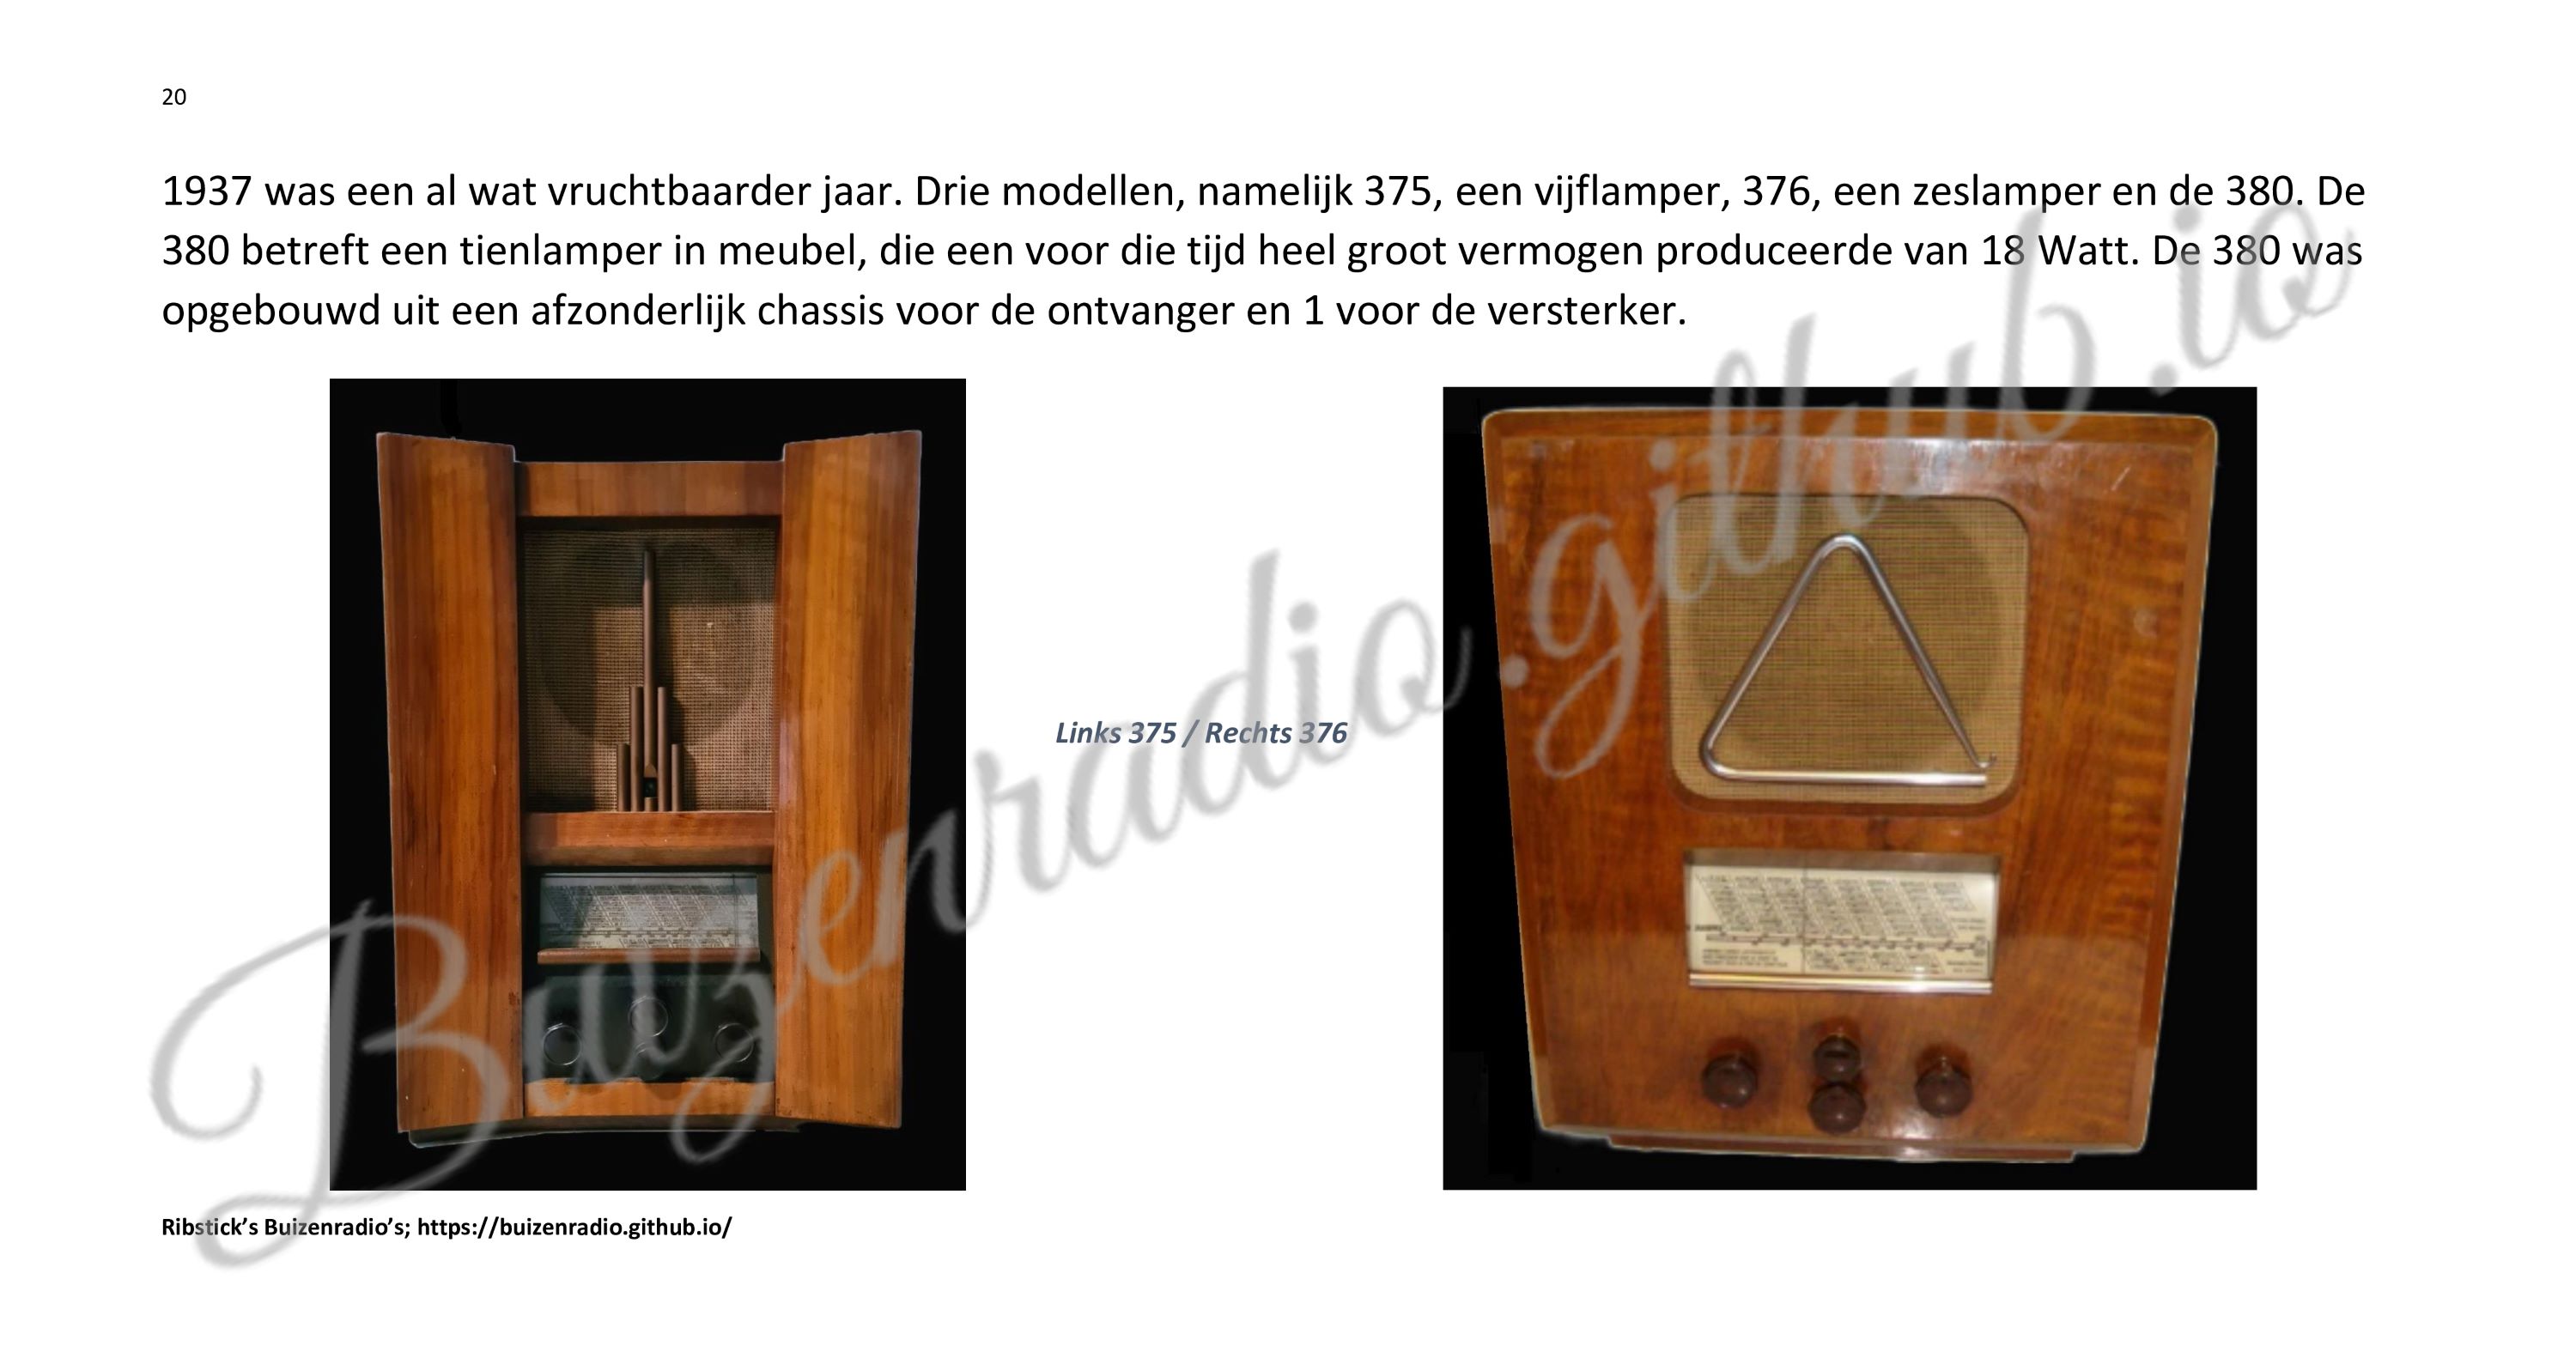 20
1937 was een al wat vruchtbaarder jaar. Drie modellen, namelijk 375, een vijflamper, 376, een zeslamper en de 380. De
380 betreft een tienlamper in meubel, die een voor die tijd heel groot vermogen produceerde van 18 Watt. De 380 was
opgebouwd uit een afzonderlijk chassis voor de ontvanger en 1 voor de versterker.
Links 375 / Rechts 376
Buizenradio.github.io
Ribstick’s Buizenradio’s; https://buizenradio.github.io/